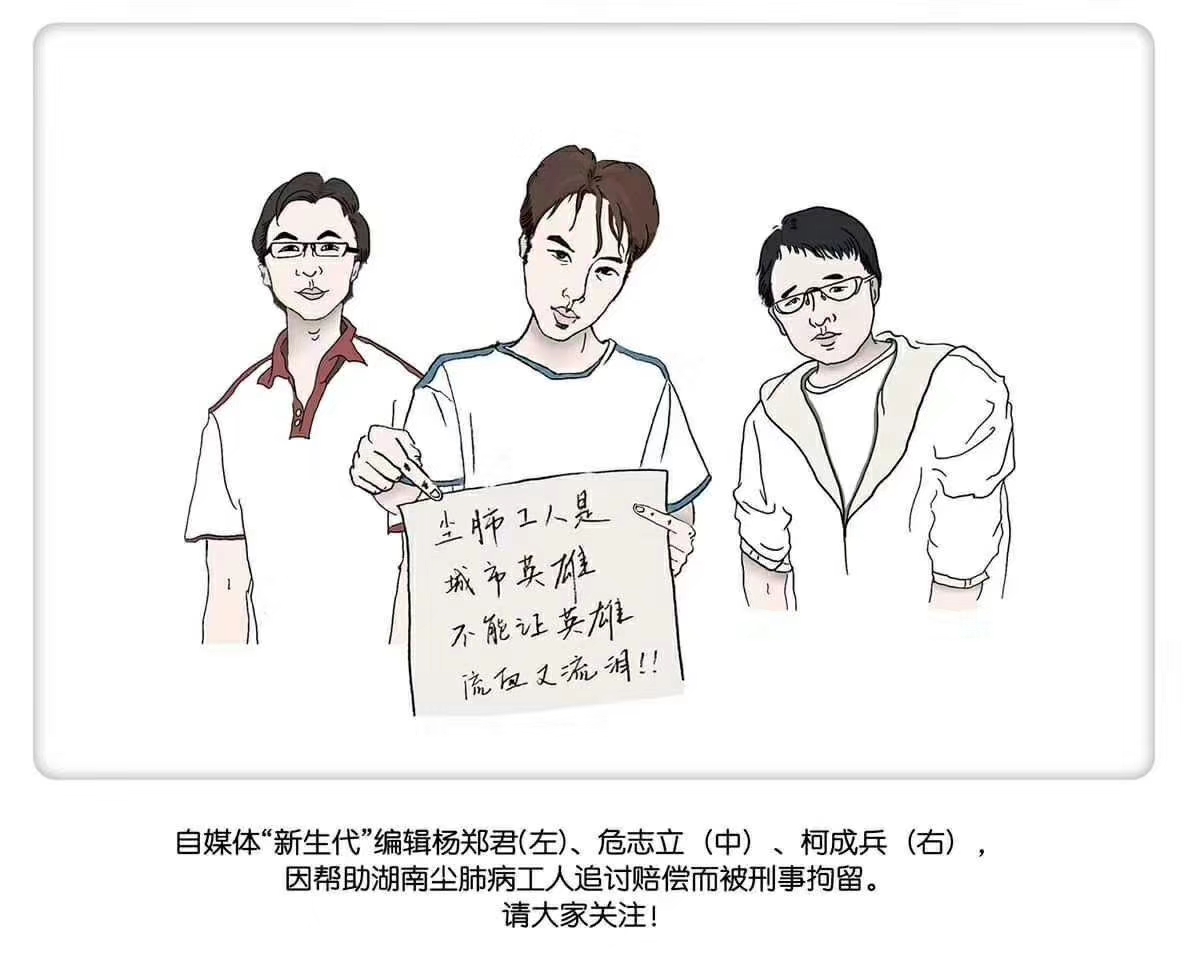 尘肺工人是
城市英雄
不能让英雄
流血又流泪!!
自媒体“新生代”编辑杨郑君(左)、危志立（中）、柯成兵（右），
因帮助湖南尘肺病工人追讨赔偿而被刑事拘留。
请大家关注！